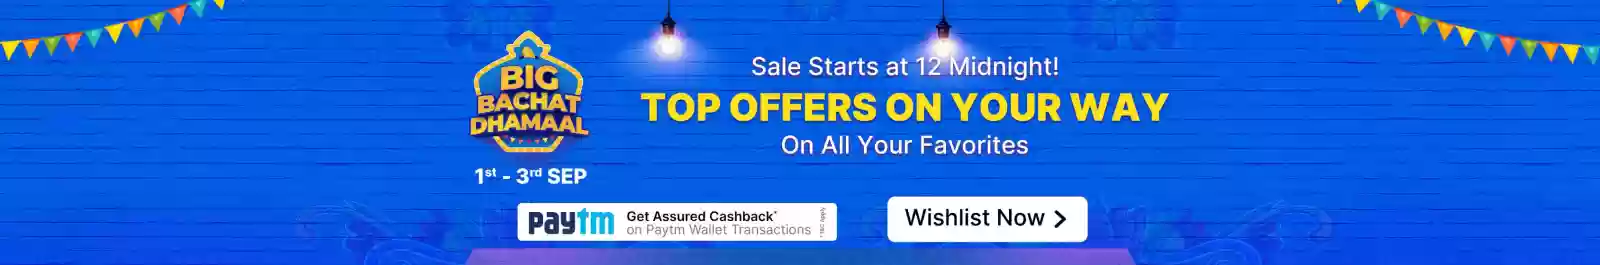 BIG
BACHAT
DHAMAAL
1st - 3rd SEP
Sale Starts at 12 Midnight!
TOP OFFERS ON YOUR WAY
On All Your Favorites
paytm
Get Assured Cashback*
on Paytm Wallet Transactions
*T&C Apply
Wishlist Now >